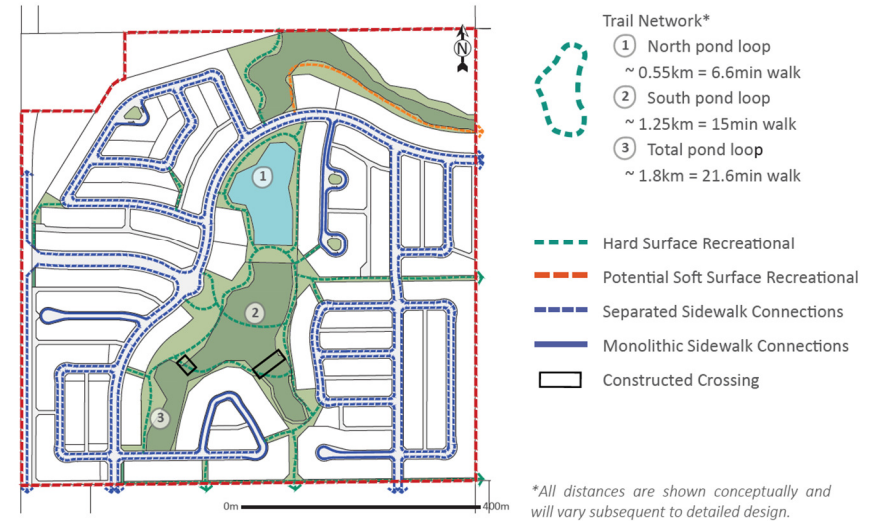 N
1
2
3
0m
400m
Trail Network*
1 North pond loop
~ 0.55km = 6.6min walk
2 South pond loop
~ 1.25km = 15min walk
3 Total pond loop
~ 1.8km = 21.6min walk
Hard Surface Recreational
Potential Soft Surface Recreational
Separated Sidewalk Connections
Monolithic Sidewalk Connections
Constructed Crossing
*All distances are shown conceptually and
will vary subsequent to detailed design.